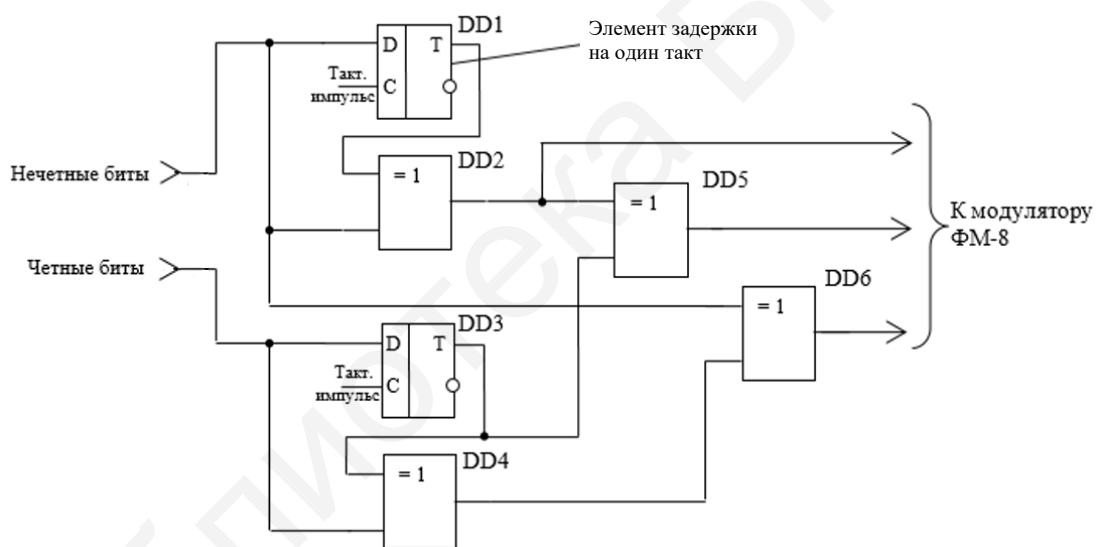 DD1
D T
Такт.
импульс
C
Элемент задержки
на один такт
DD2
= 1
Нечетные биты
DD5
= 1
К модулятору
ФМ-8
Четные биты
DD6
= 1
DD3
D T
Такт.
импульс
C
DD4
= 1